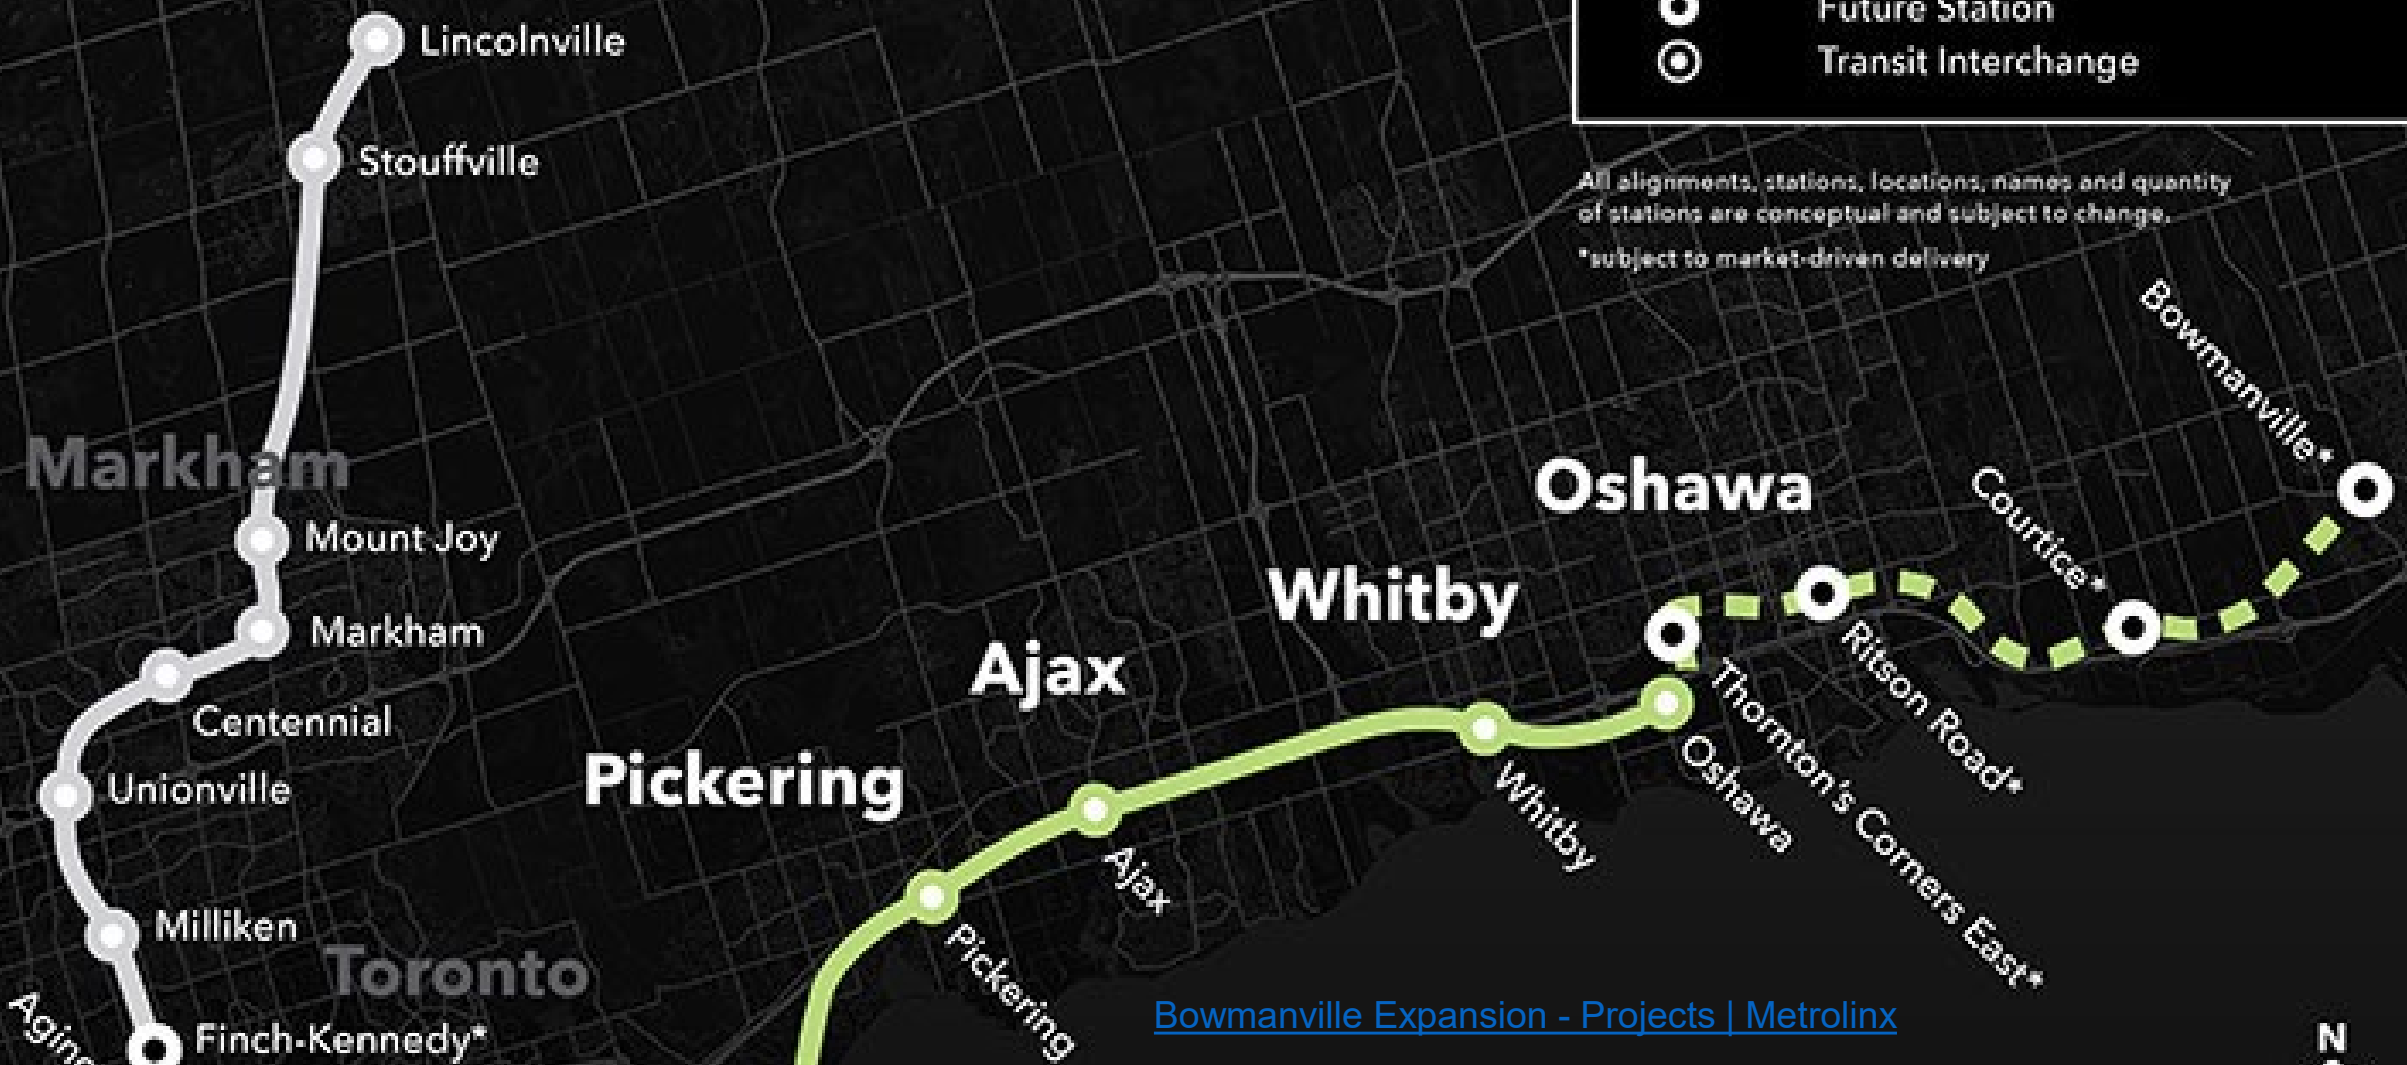 Future Station
Transit Interchange
All alignments, stations, locations, names and quantity
of stations are conceptual and subject to change.
*subject to market-driven delivery
Lincolnville
Stouffville
Markham
Mount Joy
Markham
Centennial
Unionville
Milliken
Toronto
Finch-Kennedy*
Pickering
Ajax
Whitby
Oshawa
Pickering
Ajax
Whitby
Oshawa
Thornton's Corners East*
Ritson Road*
Courtice*
Bowmanville*
Bowmanville Expansion - Projects | Metrolinx
N